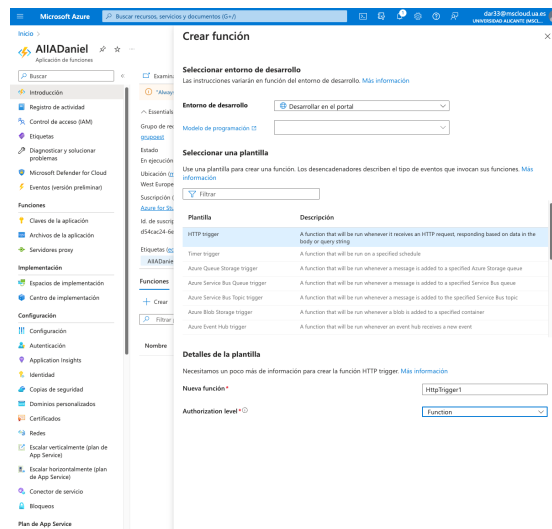 Microsoft Azure
Buscar recursos, servicios y documentos (G+/)
dar33@mscloud.ua.es
UNIVERSIDAD ALICANTE (MSCL...
Inicio >
AIIADaniel
Aplicación de funciones
Buscar
Introducción
Registro de actividad
Control de acceso (IAM)
Etiquetas
Diagnosticar y solucionar
problemas
Microsoft Defender for Cloud
Eventos (versión preliminar)
Funciones
Claves de la aplicación
Archivos de la aplicación
Servidores proxy
Implementación
Espacios de implementación
Centro de implementación
Configuración
Configuración
Autenticación
Application Insights
Identidad
Copias de seguridad
Dominios personalizados
Certificados
Redes
Escalar verticalmente (plan de
App Service)
Escalar horizontalmente (plan
de App Service)
Conector de servicio
Bloqueos
Plan de App Service
Examina
"Alway
Essentials
Grupo de rec
grupoest
Estado
En ejecución
Ubicación (m
West Europe
Suscripción (
Azure for Stu
Id. de suscrip
d54cac24-6e
Etiquetas (ed
AIIADanie
Funciones
Crear
Filtrar
Nombre
Crear función
Seleccionar entorno de desarrollo
Las instrucciones variarán en función del entorno de desarrollo. Más información
Entorno de desarrollo
Desarrollar en el portal
Modelo de programación
Seleccionar una plantilla
Use una plantilla para crear una función. Los desencadenadores describen el tipo de eventos que invocan sus funciones. Más
información
Filtrar
Plantilla Descripción
HTTP trigger A function that will be run whenever it receives an HTTP request, responding based on data in the
body or query string
Timer trigger A function that will be run on a specified schedule
Azure Queue Storage trigger A function that will be run whenever a message is added to a specified Azure Storage queue
Azure Service Bus Queue trigger A function that will be run whenever a message is added to a specified Service Bus queue
Azure Service Bus Topic trigger A function that will be run whenever a message is added to the specified Service Bus topic
Azure Blob Storage trigger A function that will be run whenever a blob is added to a specified container
Azure Event Hub trigger A function that will be run whenever an event hub receives a new event
Detalles de la plantilla
Necesitamos un poco más de información para crear la función HTTP trigger. Más información
Nueva función*
HttpTrigger1
Authorization level*
Function